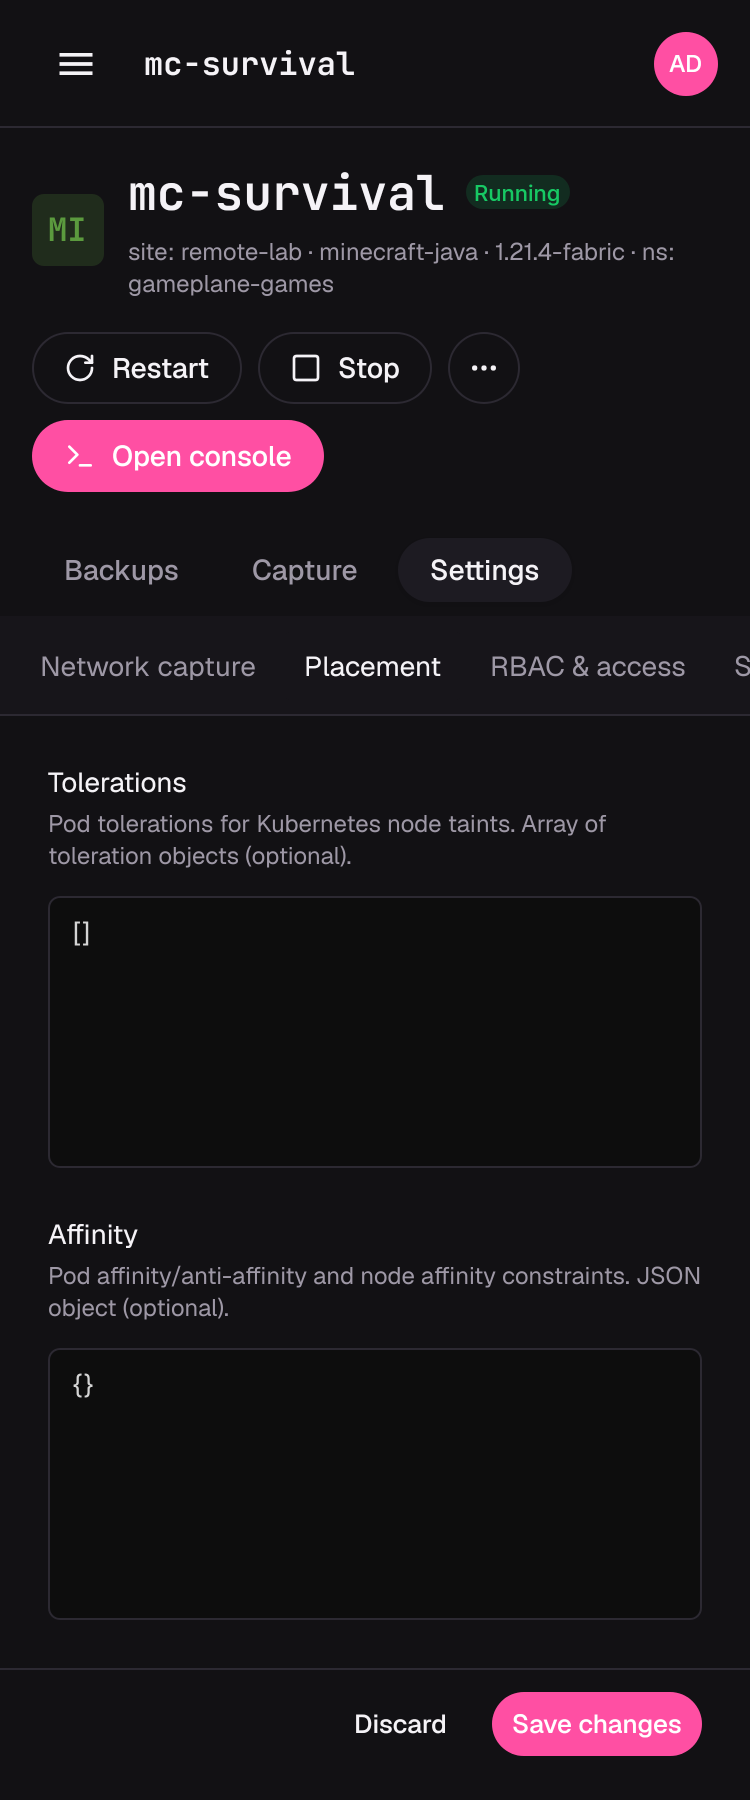 mc-survival
AD
MI
mc-survival
Running
site: remote-lab · minecraft-java · 1.21.4-fabric · ns:
gameplane-games
Restart
Stop
Open console
Backups
Capture
Settings
Network capture
Placement
RBAC & access
S
Tolerations
Pod tolerations for Kubernetes node taints. Array of
toleration objects (optional).
[]
Affinity
Pod affinity/anti-affinity and node affinity constraints. JSON
object (optional).
{}
Discard
Save changes